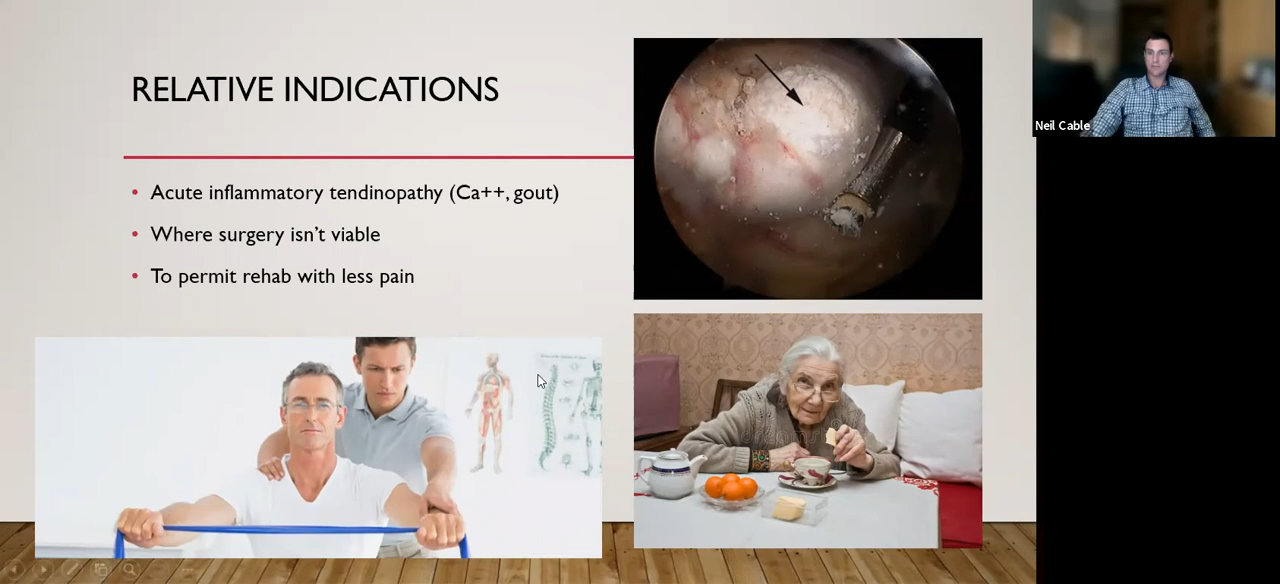 RELATIVE INDICATIONS
• Acute inflammatory tendinopathy (Ca++, gout)
• Where surgery isn't viable
• To permit rehab with less pain
Neil Cable